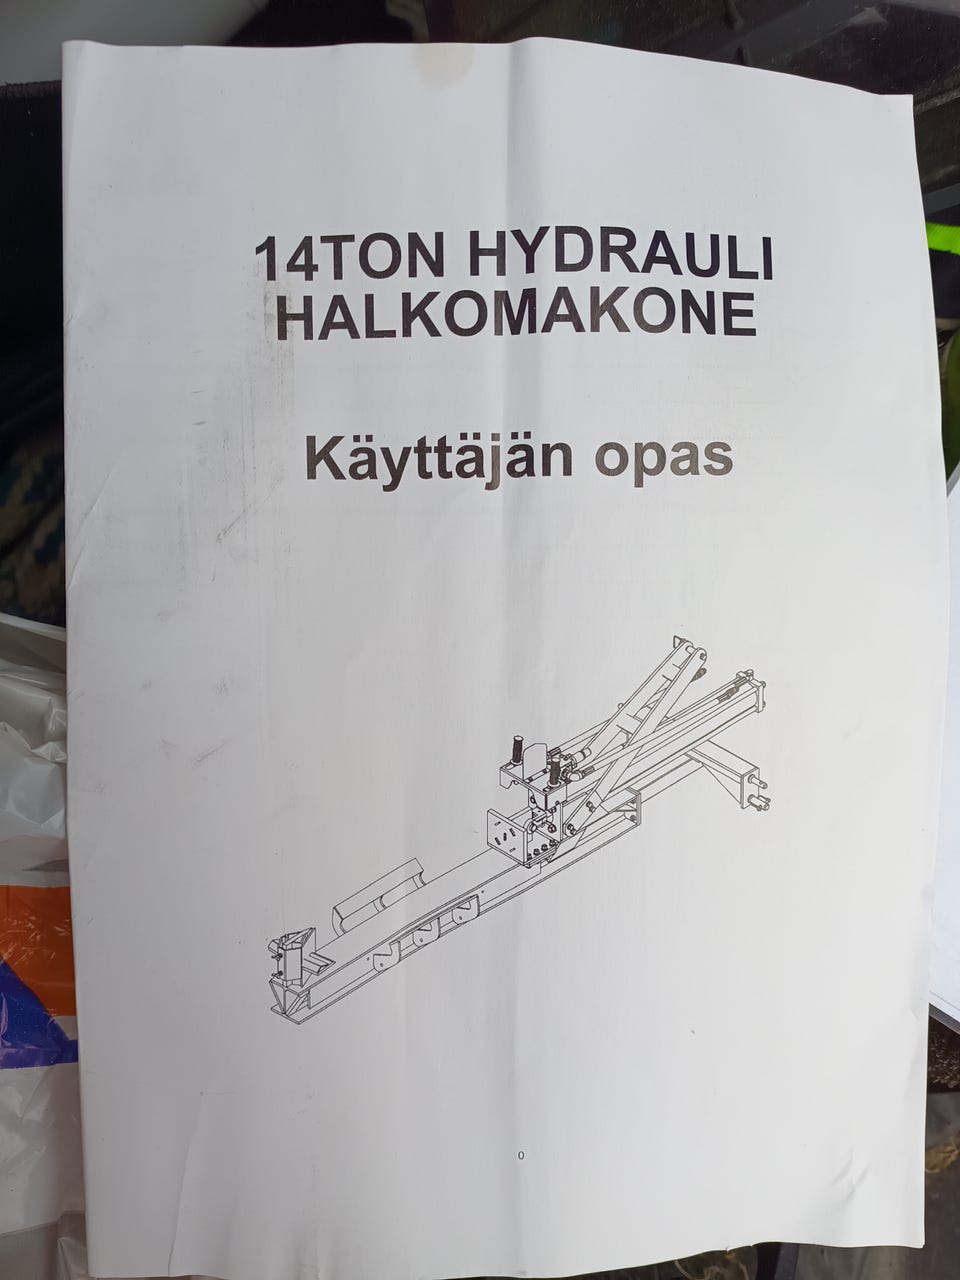 14TON HYDRAULI
HALKOMAKONE
Käyttäjän opas
0